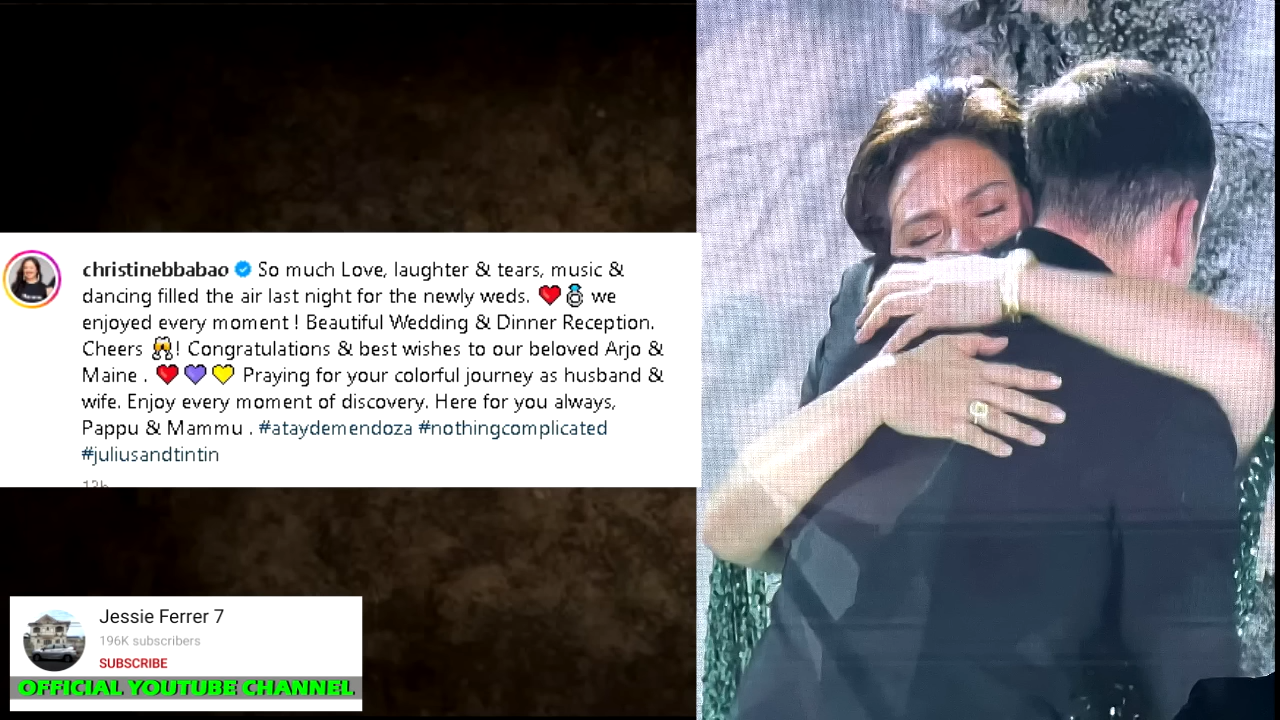 christinebbabao So much Love, laughter & tears, music &
dancing filled the air last night for the newly weds. ❤️💍 we
enjoyed every moment ! Beautiful Wedding & Dinner Reception.
Cheers 🥂! Congratulations & best wishes to our beloved Arjo &
Maine . ❤️💜💛 Praying for your colorful journey as husband &
wife. Enjoy every moment of discovery. Here for you always,
Pappu & Mammu . #ataydemendoza #nothingcomplicated
#juliusandtintin
13h
Jessie Ferrer 7
196K subscribers
SUBSCRIBE
OFFICIAL YOUTUBE CHANNEL